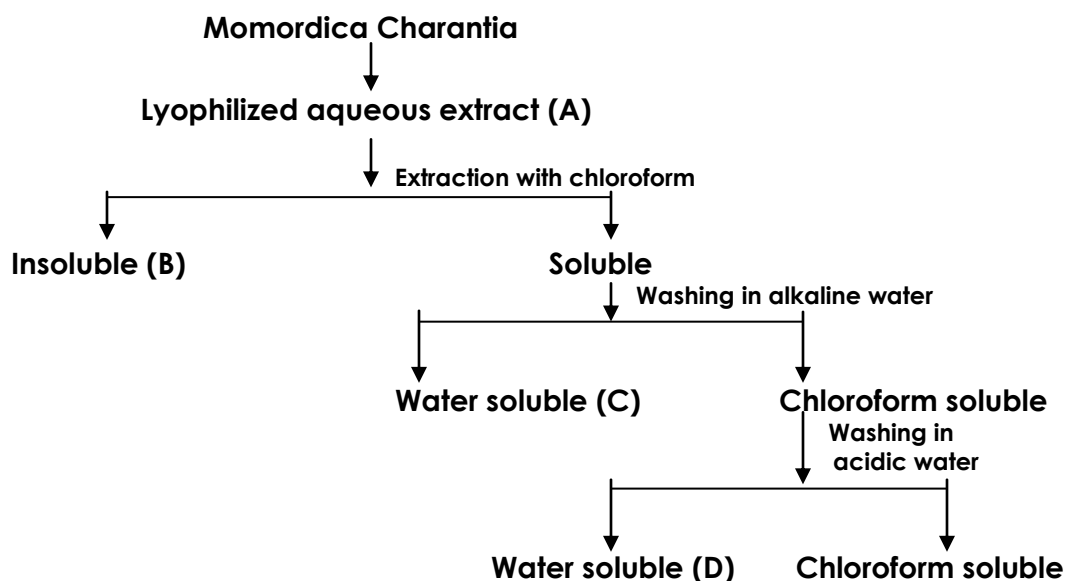 Momordica Charantia
Lyophilized aqueous extract (A)
Extraction with chloroform
Insoluble (B)
Soluble
Washing in alkaline water
Water soluble (C)
Chloroform soluble
Washing in
acidic water
Water soluble (D)
Chloroform soluble